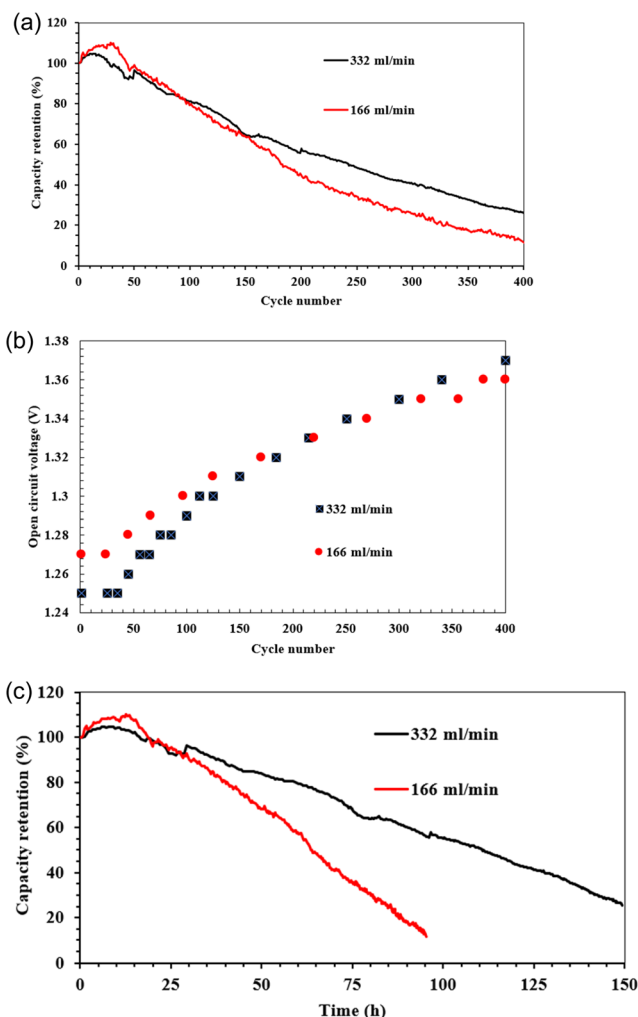 (a)
120
100
80
60
40
20
0
Capacity retention (%)
332 ml/min
166 ml/min
0 50 100 150 200 250 300 350 400
Cycle number
(b)
1.38
1.36
1.34
1.32
1.3
1.28
1.26
1.24
Open circuit voltage (V)
332 ml/min
166 ml/min
0 50 100 150 200 250 300 350 400
Cycle number
(c)
120
100
80
60
40
20
0
Capacity retention (%)
332 ml/min
166 ml/min
0 25 50 75 100 125 150
Time (h)